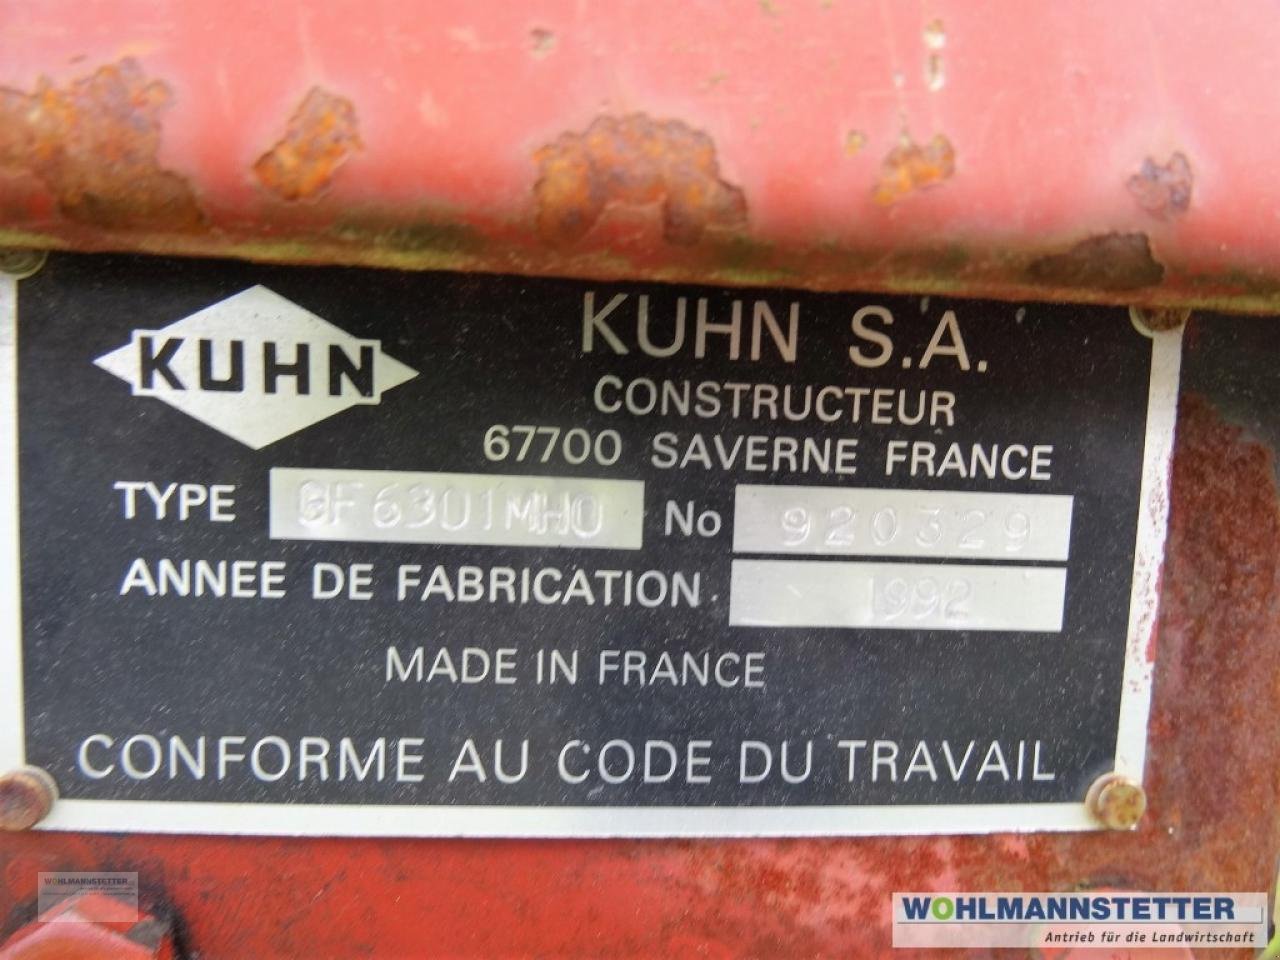 KUHN
KUHN S.A.
CONSTRUCTEUR
67700 SAVERNE FRANCE
TYPE GF6301MHO No 920329
ANNEE DE FABRICATION 1992
MADE IN FRANCE
CONFORME AU CODE DU TRAVAIL
WOHLMANNSTETTER
WOHLMANNSTETTER
Antrieb für die Landwirtschaft